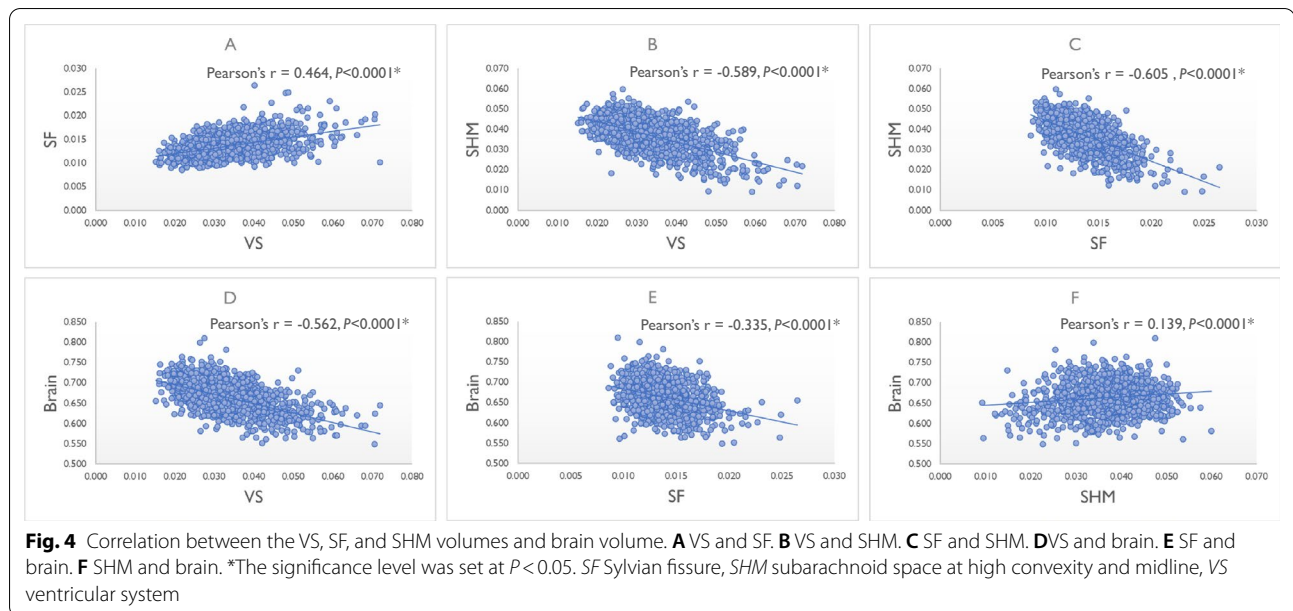 A
Pearson's r = 0.464, P<0.0001*
0.030
0.025
0.020
0.015
0.010
0.005
0.000
SF
0.000 0.010 0.020 0.030 0.040 0.050 0.060 0.070 0.080
VS
B
Pearson's r = -0.589, P<0.0001*
0.070
0.060
0.050
0.040
0.030
0.020
0.010
0.000
SHM
0.000 0.010 0.020 0.030 0.040 0.050 0.060 0.070 0.080
VS
C
Pearson's r = -0.605 , P<0.0001*
0.070
0.060
0.050
0.040
0.030
0.020
0.010
0.000
SHM
0.000 0.005 0.010 0.015 0.020 0.025 0.030
SF
D
Pearson's r = -0.562, P<0.0001*
0.850
0.800
0.750
0.700
0.650
0.600
0.550
0.500
Brain
0.000 0.010 0.020 0.030 0.040 0.050 0.060 0.070 0.080
VS
E
Pearson's r = -0.335, P<0.0001*
0.850
0.800
0.750
0.700
0.650
0.600
0.550
0.500
Brain
0.000 0.005 0.010 0.015 0.020 0.025 0.030
SF
F
Pearson's r = 0.139, P<0.0001*
0.850
0.800
0.750
0.700
0.650
0.600
0.550
0.500
Brain
0.000 0.010 0.020 0.030 0.040 0.050 0.060 0.070
SHM
Fig. 4 Correlation between the VS, SF, and SHM volumes and brain volume. A VS and SF. B VS and SHM. C SF and SHM. DVS and brain. E SF and
brain. F SHM and brain. *The significance level was set at P < 0.05. SF Sylvian fissure, SHM subarachnoid space at high convexity and midline, VS
ventricular system